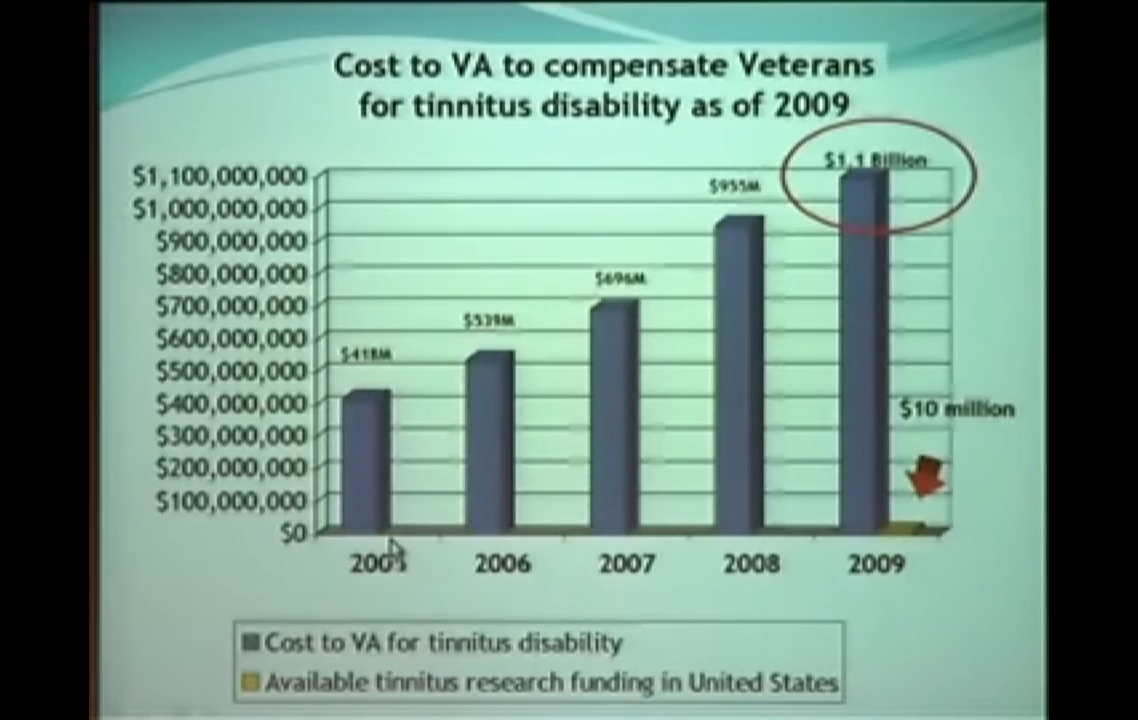 Cost to VA to compensate Veterans
for tinnitus disability as of 2009
$1,100,000,000
$1,000,000,000
$900,000,000
$800,000,000
$700,000,000
$600,000,000
$500,000,000
$400,000,000
$300,000,000
$200,000,000
$100,000,000
$0
$418M
$539M
$696M
$955M
$1.1 Billion
$10 million
2005
2006
2007
2008
2009
Cost to VA for tinnitus disability
Available tinnitus research funding in United States